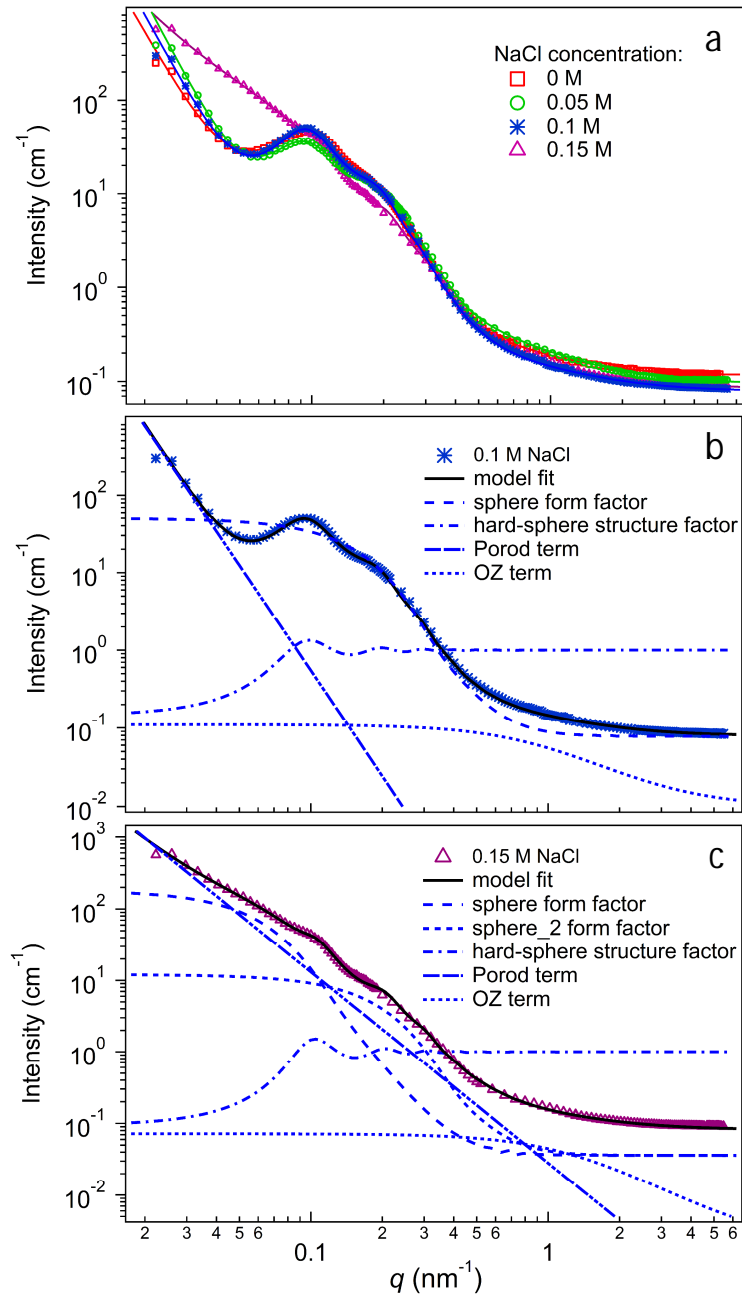 a
NaCl concentration:
0 M
0.05 M
0.1 M
0.15 M
10²
10¹
10⁰
10⁻¹
Intensity (cm⁻¹)
b
0.1 M NaCl
model fit
sphere form factor
hard-sphere structure factor
Porod term
OZ term
10²
10¹
10⁰
10⁻¹
10⁻²
Intensity (cm⁻¹)
c
0.15 M NaCl
model fit
sphere form factor
sphere_2 form factor
hard-sphere structure factor
Porod term
OZ term
10³
10²
10¹
10⁰
10⁻¹
10⁻²
Intensity (cm⁻¹)
2 3 4 5 6 2 3 4 5 6 2 3 4 5 6
0.1 1
q (nm⁻¹)